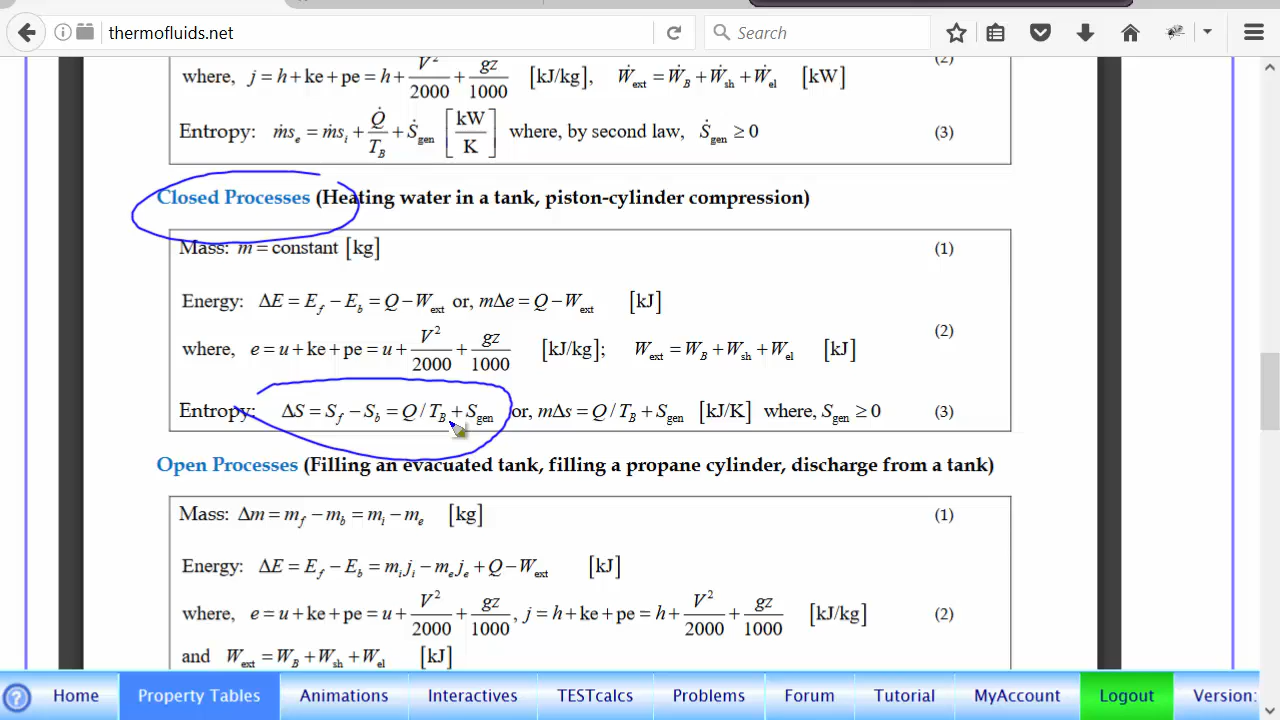 thermofluids.net
Search
where, j = h + ke + pe = h + V²/2000 + gz/1000 [kJ/kg], Ẇext = ẆB + Ẇsh + Ẇel [kW] (2)
Entropy: ṁse = ṁsi + Q̇/TB + Ṡgen [kW/K] where, by second law, Ṡgen ≥ 0 (3)
Closed Processes (Heating water in a tank, piston-cylinder compression)
Mass: m = constant [kg] (1)
Energy: ΔE = Ef − Eb = Q − Wext or, mΔe = Q − Wext [kJ]
where, e = u + ke + pe = u + V²/2000 + gz/1000 [kJ/kg]; Wext = WB + Wsh + Wel [kJ] (2)
Entropy: ΔS = Sf − Sb = Q / TB + Sgen or, mΔs = Q / TB + Sgen [kJ/K] where, Sgen ≥ 0 (3)
Open Processes (Filling an evacuated tank, filling a propane cylinder, discharge from a tank)
Mass: Δm = mf − mb = mi − me [kg] (1)
Energy: ΔE = Ef − Eb = miji − meje + Q − Wext [kJ]
where, e = u + ke + pe = u + V²/2000 + gz/1000, j = h + ke + pe = h + V²/2000 + gz/1000 [kJ/kg] (2)
and Wext = WB + Wsh + Wel [kJ]
Home Property Tables Animations Interactives TESTcalcs Problems Forum Tutorial MyAccount Logout Version: